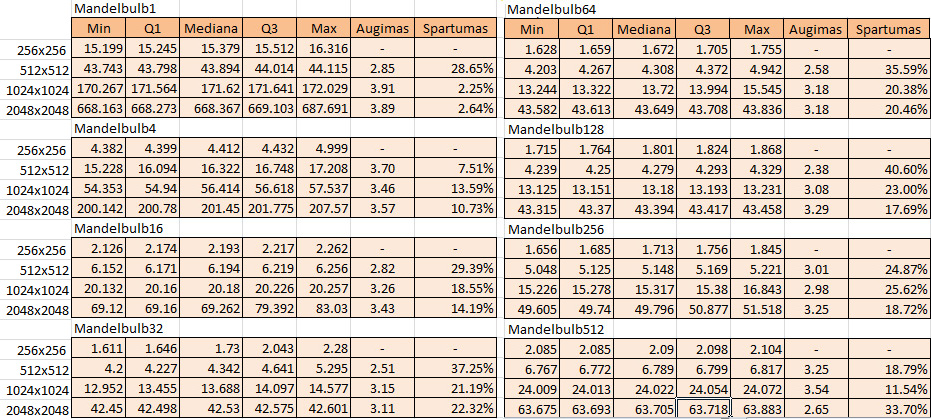 Mandelbulb1
Min Q1 Mediana Q3 Max Augimas Spartumas
256x256 15.199 15.245 15.379 15.512 16.316 - -
512x512 43.743 43.798 43.894 44.014 44.115 2.85 28.65%
1024x1024 170.267 171.564 171.62 171.641 172.029 3.91 2.25%
2048x2048 668.163 668.273 668.367 669.103 687.691 3.89 2.64%
Mandelbulb4
256x256 4.382 4.399 4.412 4.432 4.999 - -
512x512 15.228 16.094 16.322 16.748 17.208 3.70 7.51%
1024x1024 54.353 54.94 56.414 56.618 57.537 3.46 13.59%
2048x2048 200.142 200.78 201.45 201.775 207.57 3.57 10.73%
Mandelbulb16
256x256 2.126 2.174 2.193 2.217 2.262 - -
512x512 6.152 6.171 6.194 6.219 6.256 2.82 29.39%
1024x1024 20.132 20.16 20.18 20.226 20.257 3.26 18.55%
2048x2048 69.12 69.16 69.262 79.392 83.03 3.43 14.19%
Mandelbulb32
256x256 1.611 1.646 1.73 2.043 2.28 - -
512x512 4.2 4.227 4.342 4.641 5.295 2.51 37.25%
1024x1024 12.952 13.455 13.688 14.097 14.577 3.15 21.19%
2048x2048 42.45 42.498 42.53 42.575 42.601 3.11 22.32%
Mandelbulb64
Min Q1 Mediana Q3 Max Augimas Spartumas
1.628 1.659 1.672 1.705 1.755 - -
4.203 4.267 4.308 4.372 4.942 2.58 35.59%
13.244 13.322 13.72 13.994 15.545 3.18 20.38%
43.582 43.613 43.649 43.708 43.836 3.18 20.46%
Mandelbulb128
1.715 1.764 1.801 1.824 1.868 - -
4.239 4.25 4.279 4.293 4.329 2.38 40.60%
13.125 13.151 13.18 13.193 13.231 3.08 23.00%
43.315 43.37 43.394 43.417 43.458 3.29 17.69%
Mandelbulb256
1.656 1.685 1.713 1.756 1.845 - -
5.048 5.125 5.148 5.169 5.221 3.01 24.87%
15.226 15.278 15.317 15.38 16.843 2.98 25.62%
49.605 49.74 49.796 50.877 51.518 3.25 18.72%
Mandelbulb512
2.085 2.085 2.09 2.098 2.104 - -
6.767 6.772 6.789 6.799 6.817 3.25 18.79%
24.009 24.013 24.022 24.054 24.072 3.54 11.54%
63.675 63.693 63.705 63.718 63.883 2.65 33.70%